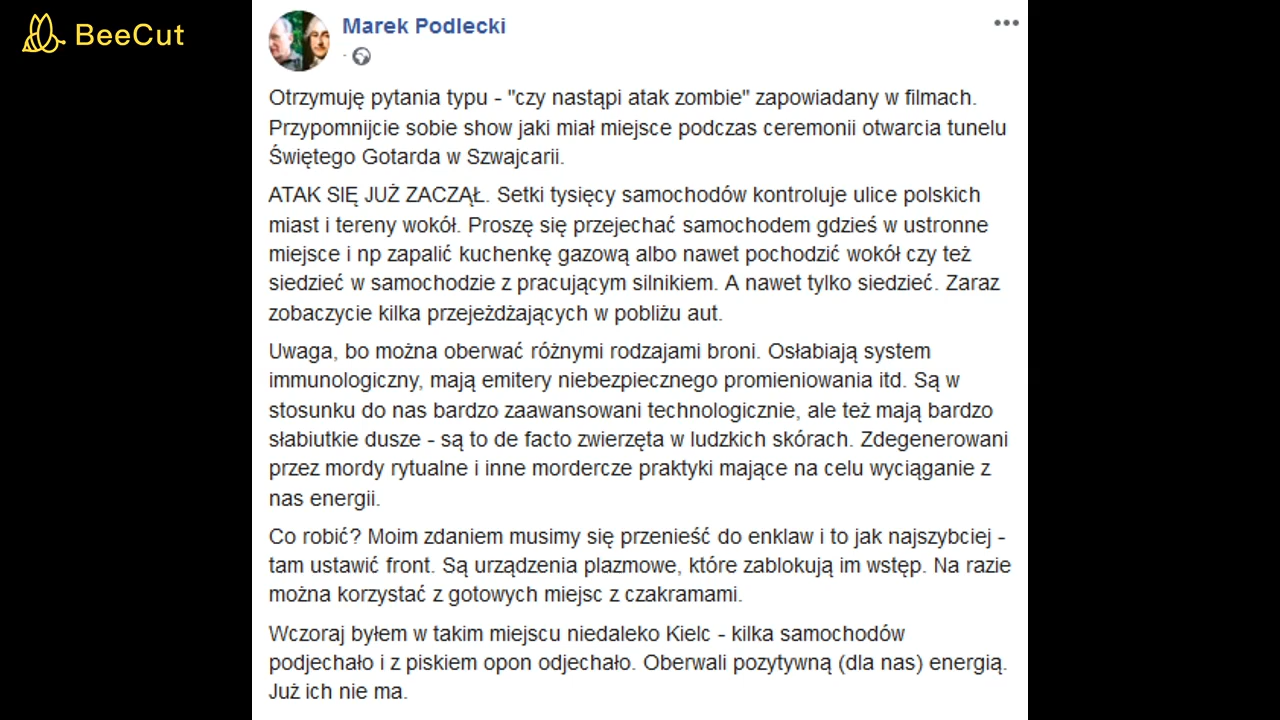 BeeCut
Marek Podlecki
Otrzymuję pytania typu - "czy nastąpi atak zombie" zapowiadany w filmach.
Przypomnijcie sobie show jaki miał miejsce podczas ceremonii otwarcia tunelu
Świętego Gotarda w Szwajcarii.
ATAK SIĘ JUŻ ZACZĄŁ. Setki tysięcy samochodów kontroluje ulice polskich
miast i tereny wokół. Proszę się przejechać samochodem gdzieś w ustronne
miejsce i np zapalić kuchenkę gazową albo nawet pochodzić wokół czy też
siedzieć w samochodzie z pracującym silnikiem. A nawet tylko siedzieć. Zaraz
zobaczycie kilka przejeżdżających w pobliżu aut.
Uwaga, bo można oberwać różnymi rodzajami broni. Osłabiają system
immunologiczny, mają emitery niebezpiecznego promieniowania itd. Są w
stosunku do nas bardzo zaawansowani technologicznie, ale też mają bardzo
słabiutkie dusze - są to de facto zwierzęta w ludzkich skórach. Zdegenerowani
przez mordy rytualne i inne mordercze praktyki mające na celu wyciąganie z
nas energii.
Co robić? Moim zdaniem musimy się przenieść do enklaw i to jak najszybciej -
tam ustawić front. Są urządzenia plazmowe, które zablokują im wstęp. Na razie
można korzystać z gotowych miejsc z czakramami.
Wczoraj byłem w takim miejscu niedaleko Kielc - kilka samochodów
podjechało i z piskiem opon odjechało. Oberwali pozytywną (dla nas) energią.
Już ich nie ma.